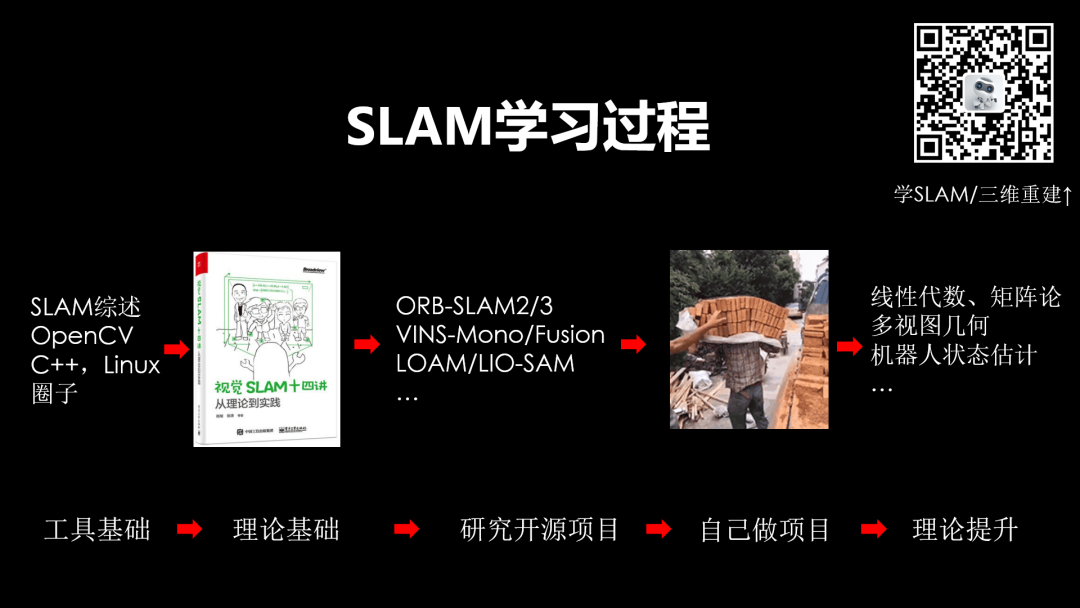 SLAM学习过程
学SLAM/三维重建↑
SLAM综述
OpenCV
C++，Linux
圈子
视觉SLAM十四讲
从理论到实践
ORB-SLAM2/3
VINS-Mono/Fusion
LOAM/LIO-SAM
…
线性代数、矩阵论
多视图几何
机器人状态估计
…
工具基础
理论基础
研究开源项目
自己做项目
理论提升